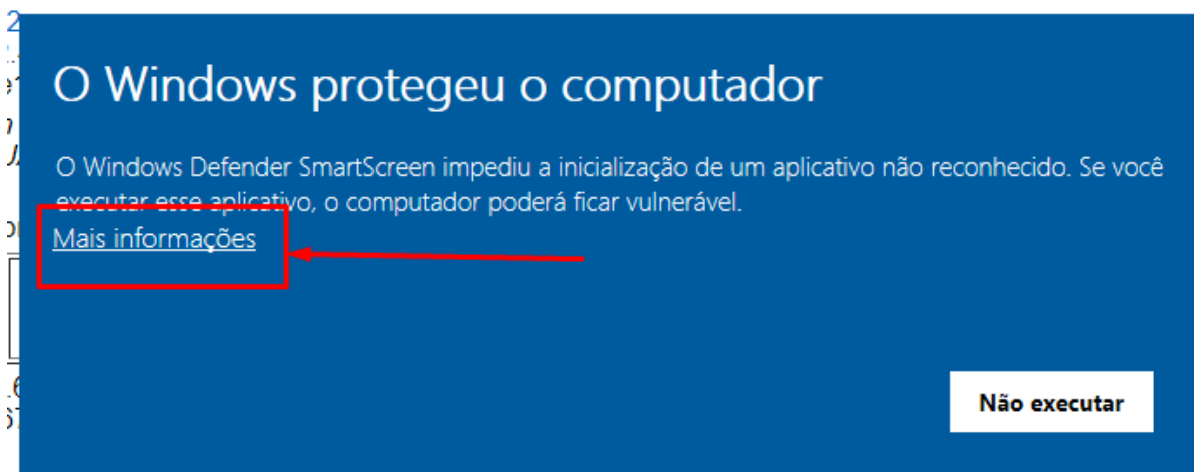 O Windows protegeu o computador
O Windows Defender SmartScreen impediu a inicialização de um aplicativo não reconhecido. Se você
executar esse aplicativo, o computador poderá ficar vulnerável.
Mais informações
Não executar